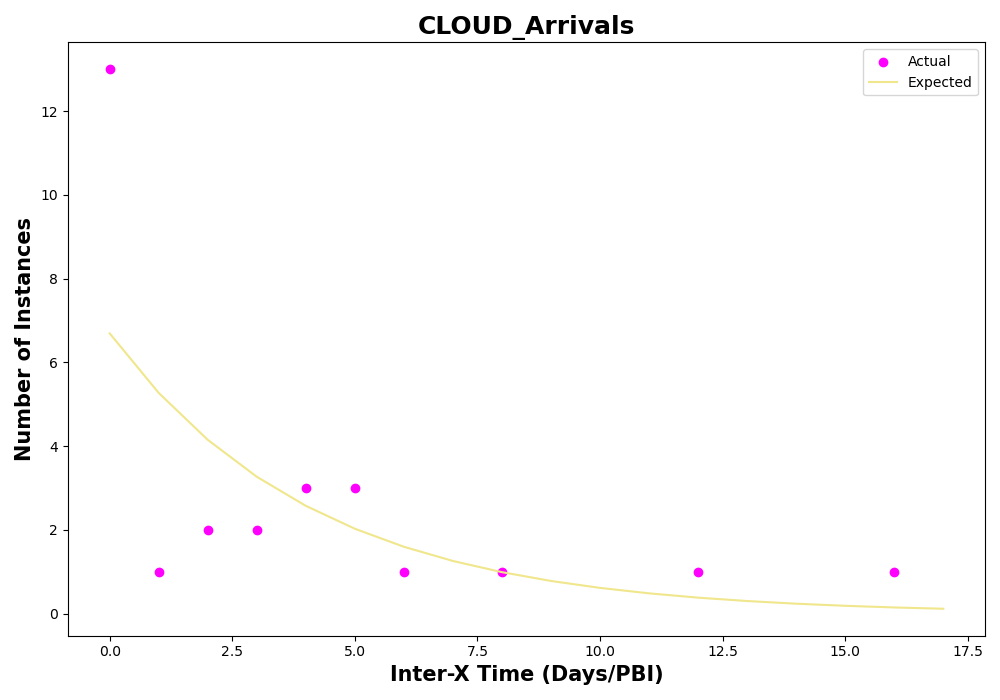 CLOUD_Arrivals
Actual
Expected
Number of Instances
12
10
8
6
4
2
0
0.0 2.5 5.0 7.5 10.0 12.5 15.0 17.5
Inter-X Time (Days/PBI)